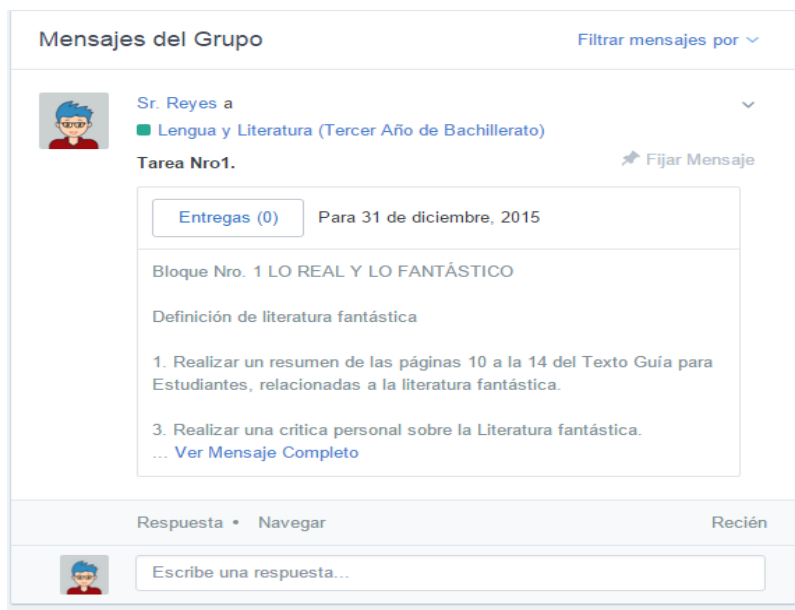 Mensajes del Grupo
Filtrar mensajes por
Sr. Reyes a
Lengua y Literatura (Tercer Año de Bachillerato)
Tarea Nro1.
Fijar Mensaje
Entregas (0)
Para 31 de diciembre, 2015
Bloque Nro. 1 LO REAL Y LO FANTÁSTICO
Definición de literatura fantástica
1. Realizar un resumen de las páginas 10 a la 14 del Texto Guía para
Estudiantes, relacionadas a la literatura fantástica.
3. Realizar una critica personal sobre la Literatura fantástica.
... Ver Mensaje Completo
Respuesta • Navegar
Recién
Escribe una respuesta...